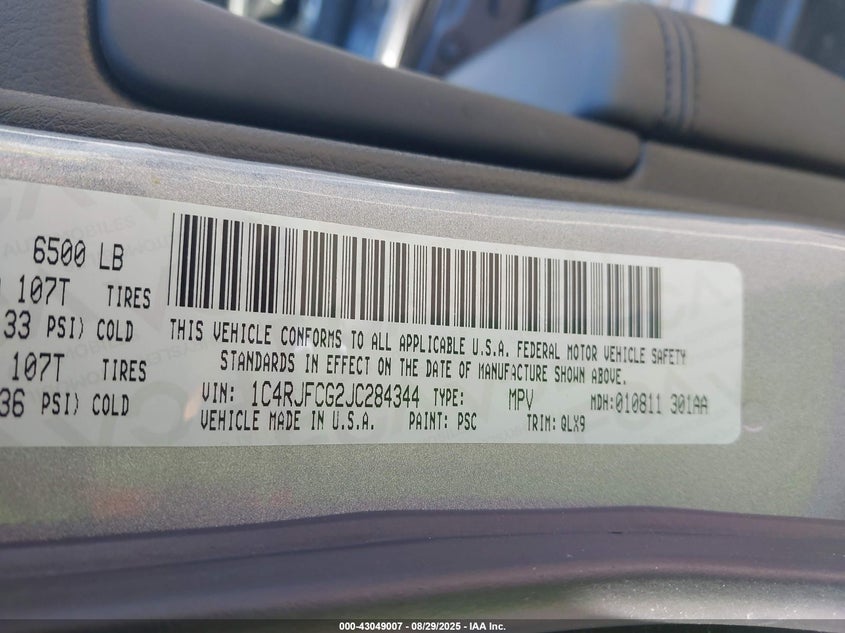 6500 LB
107T TIRES
33 PSI) COLD
107T TIRES
36 PSI) COLD
THIS VEHICLE CONFORMS TO ALL APPLICABLE U.S.A. FEDERAL MOTOR VEHICLE SAFETY
STANDARDS IN EFFECT ON THE DATE OF MANUFACTURE SHOWN ABOVE.
VIN: 1C4RJFCG2JC284344 TYPE: MPV MDH:010811 301AA
VEHICLE MADE IN U.S.A. PAINT: PSC TRIM: QLX9
000-43049007 - 08/29/2025 - IAA Inc.